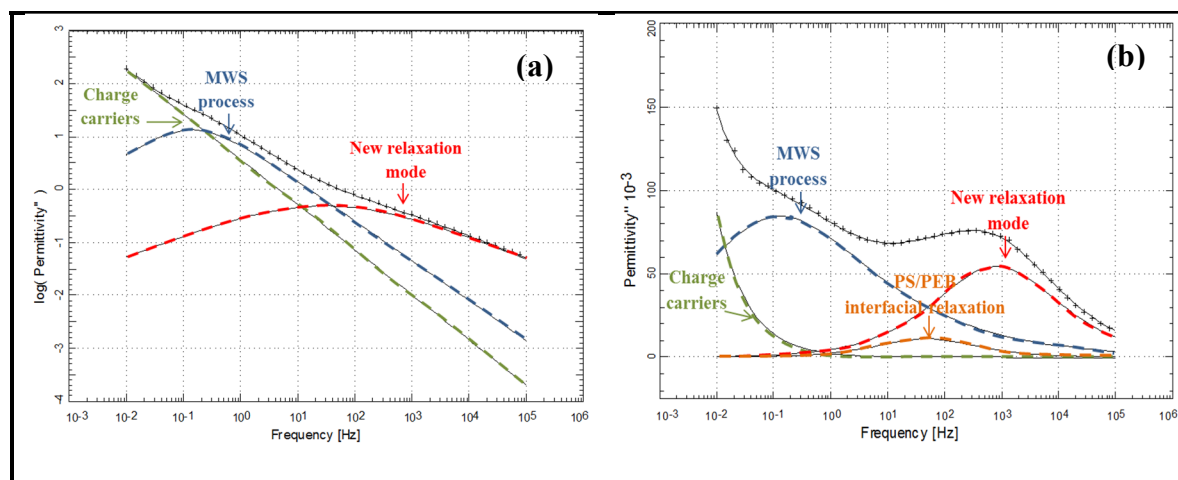 (a)
log( Permittivity''
3
2
1
0
-1
-2
-3
-4
MWS
process
Charge
carriers
New relaxation
mode
10-3 10-2 10-1 100 101 102 103 104 105 106
Frequency [Hz]
(b)
Permittivity'' 10-3
200
150
100
50
0
MWS
process
New relaxation
mode
PS/PEB
interfacial relaxation
Charge
carriers
10-3 10-2 10-1 100 101 102 103 104 105 106
Frequency [Hz]